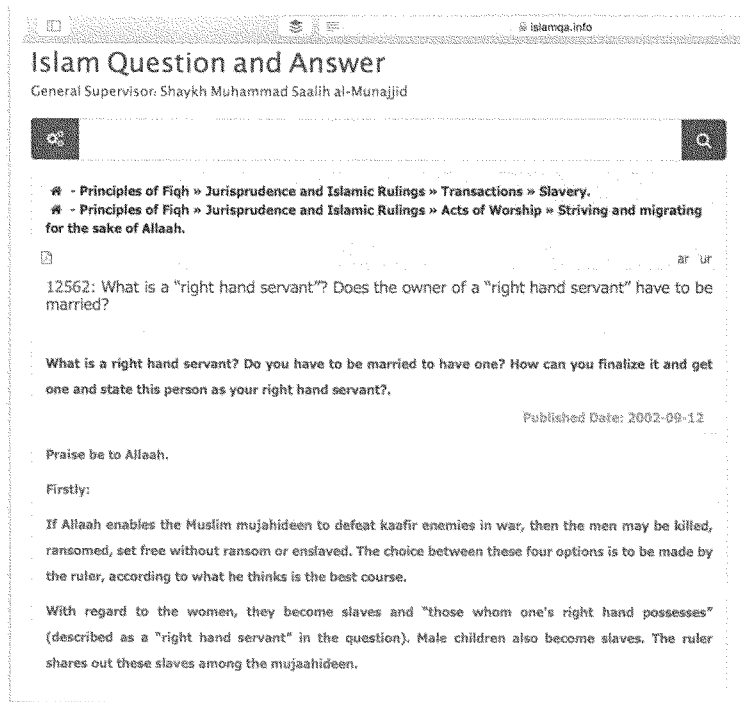 islamqa.info
Islam Question and Answer
General Supervisor: Shaykh Muhammad Saalih al-Munajjid
- Principles of Fiqh » Jurisprudence and Islamic Rulings » Transactions » Slavery.
- Principles of Fiqh » Jurisprudence and Islamic Rulings » Acts of Worship » Striving and migrating
for the sake of Allaah.
ar ur
12562: What is a "right hand servant"? Does the owner of a "right hand servant" have to be
married?
What is a right hand servant? Do you have to be married to have one? How can you finalize it and get
one and state this person as your right hand servant?.
Published Date: 2002-09-12
Praise be to Allaah.
Firstly:
If Allaah enables the Muslim mujahideen to defeat kaafir enemies in war, then the men may be killed,
ransomed, set free without ransom or enslaved. The choice between these four options is to be made by
the ruler, according to what he thinks is the best course.
With regard to the women, they become slaves and "those whom one's right hand possesses"
(described as a "right hand servant" in the question). Male children also become slaves. The ruler
shares out these slaves among the mujaahideen.